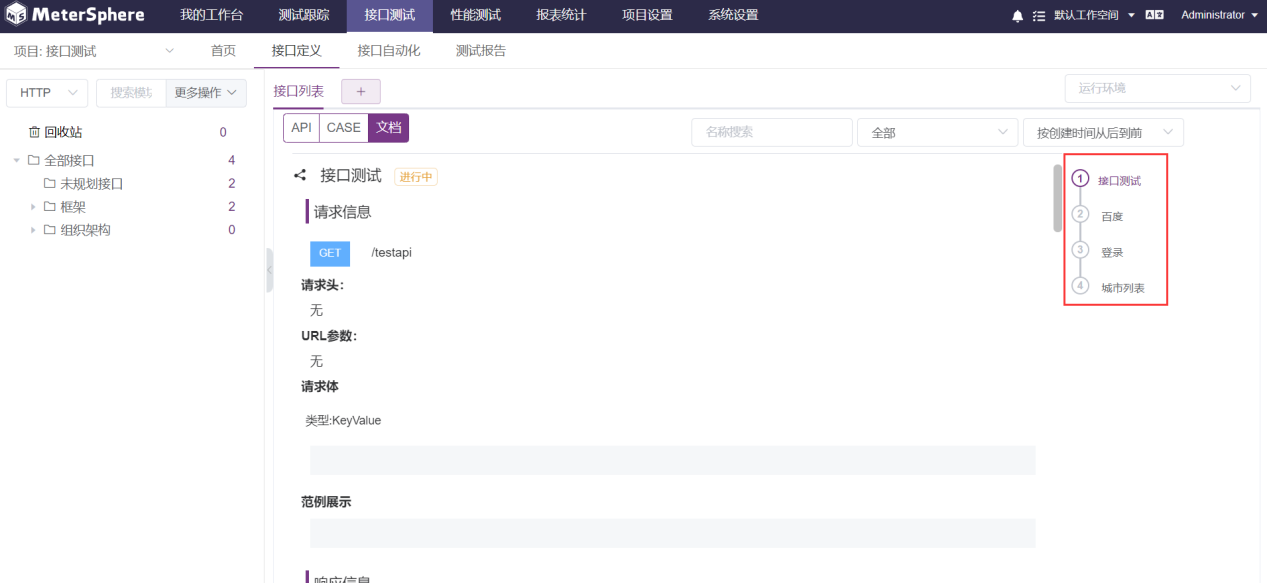 MeterSphere 我的工作台 测试跟踪 接口测试 性能测试 报表统计 项目设置 系统设置 默认工作空间 Administrator
项目: 接口测试 首页 接口定义 接口自动化 测试报告
HTTP 搜索模块 更多操作
回收站 0
全部接口 4
未规划接口 2
框架 2
组织架构 0
接口列表 +
运行环境
API CASE 文档
名称搜索 全部 按创建时间从后到前
接口测试 进行中
请求信息
GET /testapi
请求头:
无
URL参数:
无
请求体
类型:KeyValue
范例展示
响应信息
1 接口测试
2 百度
3 登录
4 城市列表